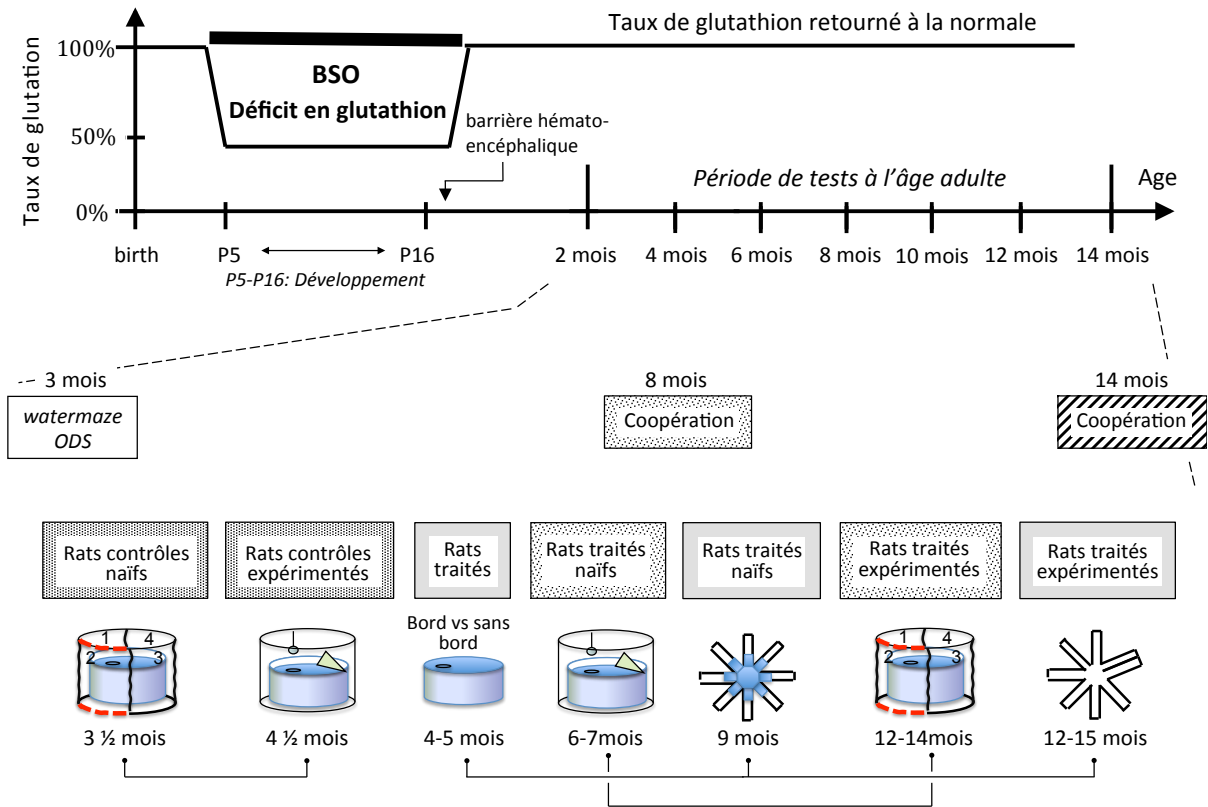 Taux de glutathion retourné à la normale
Taux de glutation
100%
50%
0%
BSO
Déficit en glutathion
barrière hémato-
encéphalique
Période de tests à l'âge adulte
Age
birth
P5
P16
2 mois
4 mois
6 mois
8 mois
10 mois
12 mois
14 mois
P5-P16: Développement
3 mois
8 mois
14 mois
watermaze
ODS
Coopération
Coopération
Rats contrôles
naïfs
Rats contrôles
expérimentés
Rats
traités
Rats traités
naïfs
Rats traités
naïfs
Rats traités
expérimentés
Rats traités
expérimentés
1 4
2 3
Bord vs sans
bord
1 4
2 3
3 ½ mois
4 ½ mois
4-5 mois
6-7mois
9 mois
12-14mois
12-15 mois